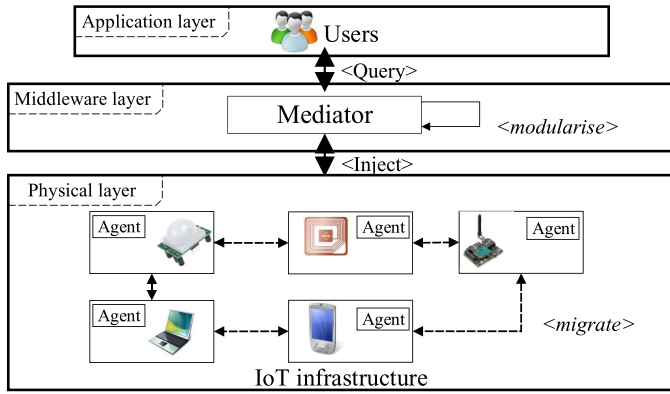 Application layer
Users
<Query>
Middleware layer
Mediator
<modularise>
<Inject>
Physical layer
Agent
Agent
Agent
Agent
Agent
<migrate>
IoT infrastructure